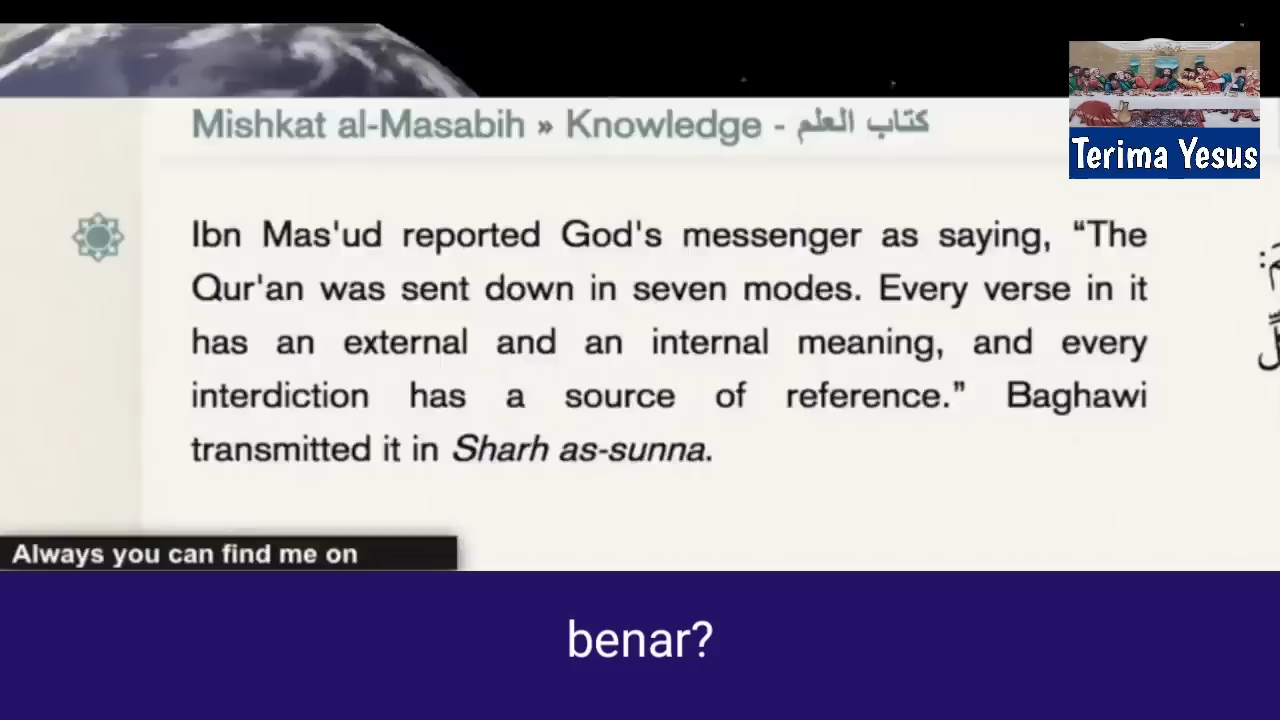 Terima Yesus
Mishkat al-Masabih » Knowledge - كتاب العلم
Ibn Mas'ud reported God's messenger as saying, “The
Qur'an was sent down in seven modes. Every verse in it
has an external and an internal meaning, and every
interdiction has a source of reference.” Baghawi
transmitted it in Sharh as-sunna.
Always you can find me on
benar?